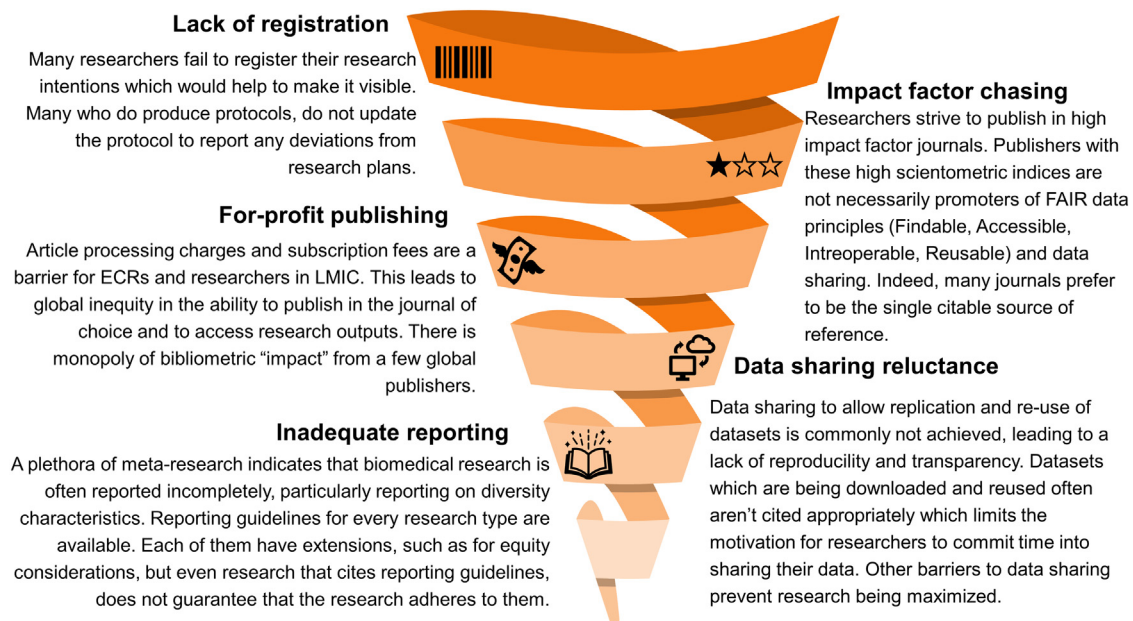 Lack of registration
Many researchers fail to register their research
intentions which would help to make it visible.
Many who do produce protocols, do not update
the protocol to report any deviations from
research plans.
Impact factor chasing
Researchers strive to publish in high
impact factor journals. Publishers with
these high scientometric indices are
not necessarily promoters of FAIR data
principles (Findable, Accessible,
Intreoperable, Reusable) and data
sharing. Indeed, many journals prefer
to be the single citable source of
reference.
For-profit publishing
Article processing charges and subscription fees are a
barrier for ECRs and researchers in LMIC. This leads to
global inequity in the ability to publish in the journal of
choice and to access research outputs. There is
monopoly of bibliometric “impact” from a few global
publishers.
Data sharing reluctance
Data sharing to allow replication and re-use of
datasets is commonly not achieved, leading to a
lack of reproducility and transparency. Datasets
which are being downloaded and reused often
aren’t cited appropriately which limits the
motivation for researchers to commit time into
sharing their data. Other barriers to data sharing
prevent research being maximized.
Inadequate reporting
A plethora of meta-research indicates that biomedical research is
often reported incompletely, particularly reporting on diversity
characteristics. Reporting guidelines for every research type are
available. Each of them have extensions, such as for equity
considerations, but even research that cites reporting guidelines,
does not guarantee that the research adheres to them.